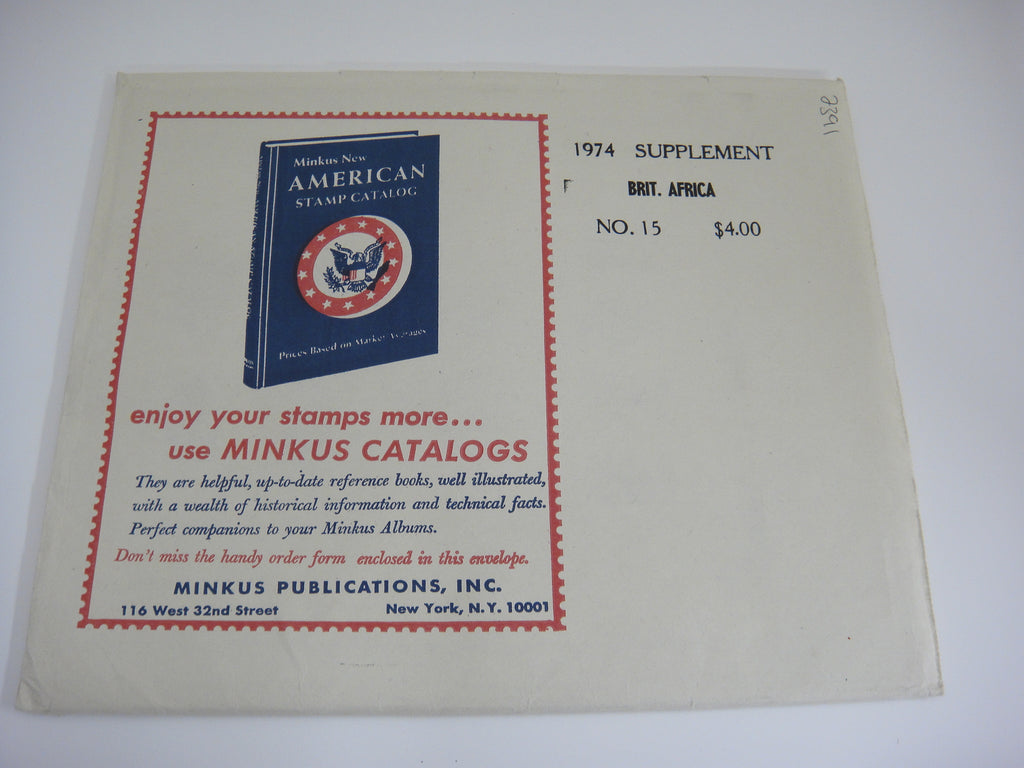 Minkus New
AMERICAN
STAMP CATALOG
Prices Based on Market Averages
enjoy your stamps more...
use MINKUS CATALOGS
They are helpful, up-to-date reference books, well illustrated,
with a wealth of historical information and technical facts.
Perfect companions to your Minkus Albums.
Don't miss the handy order form enclosed in this envelope.
MINKUS PUBLICATIONS, INC.
116 West 32nd Street New York, N.Y. 10001
1974 SUPPLEMENT
BRIT. AFRICA
NO. 15 $4.00